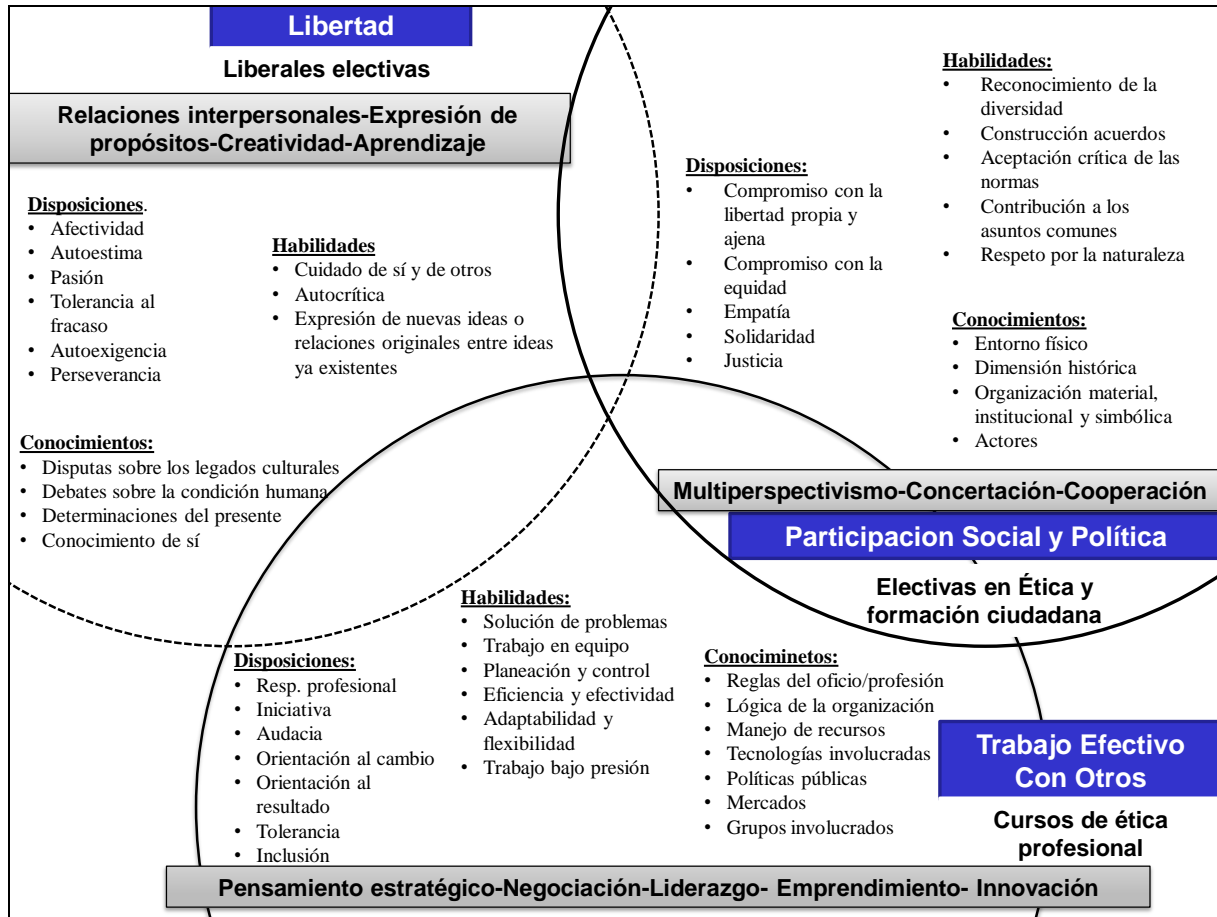 Libertad
Liberales electivas
Relaciones interpersonales-Expresión de
propósitos-Creatividad-Aprendizaje
Disposiciones.
• Afectividad
• Autoestima
• Pasión
• Tolerancia al
fracaso
• Autoexigencia
• Perseverancia
Habilidades
• Cuidado de sí y de otros
• Autocrítica
• Expresión de nuevas ideas o
relaciones originales entre ideas
ya existentes
Conocimientos:
• Disputas sobre los legados culturales
• Debates sobre la condición humana
• Determinaciones del presente
• Conocimiento de sí
Disposiciones:
• Compromiso con la
libertad propia y
ajena
• Compromiso con la
equidad
• Empatía
• Solidaridad
• Justicia
Habilidades:
• Reconocimiento de la
diversidad
• Construcción acuerdos
• Aceptación crítica de las
normas
• Contribución a los
asuntos comunes
• Respeto por la naturaleza
Conocimientos:
• Entorno físico
• Dimensión histórica
• Organización material,
institucional y simbólica
• Actores
Multiperspectivismo-Concertación-Cooperación
Participacion Social y Política
Electivas en Ética y
formación ciudadana
Disposiciones:
• Resp. profesional
• Iniciativa
• Audacia
• Orientación al cambio
• Orientación al
resultado
• Tolerancia
• Inclusión
Habilidades:
• Solución de problemas
• Trabajo en equipo
• Planeación y control
• Eficiencia y efectividad
• Adaptabilidad y
flexibilidad
• Trabajo bajo presión
Conociminetos:
• Reglas del oficio/profesión
• Lógica de la organización
• Manejo de recursos
• Tecnologías involucradas
• Políticas públicas
• Mercados
• Grupos involucrados
Trabajo Efectivo
Con Otros
Cursos de ética
profesional
Pensamiento estratégico-Negociación-Liderazgo- Emprendimiento- Innovación